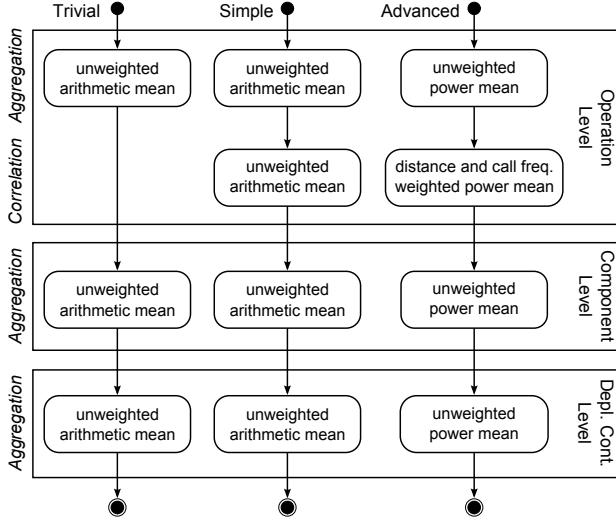 Trivial
Simple
Advanced
Aggregation
unweighted
arithmetic mean
unweighted
arithmetic mean
unweighted
power mean
Operation
Level
Correlation
unweighted
arithmetic mean
distance and call freq.
weighted power mean
Aggregation
unweighted
arithmetic mean
unweighted
arithmetic mean
unweighted
power mean
Component
Level
Aggregation
unweighted
arithmetic mean
unweighted
arithmetic mean
unweighted
power mean
Depl. Cont.
Level